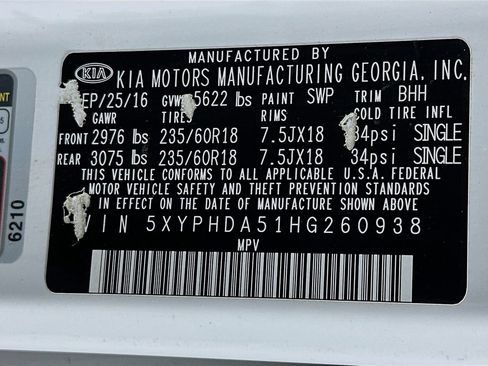 MANUFACTURED BY
KIA KIA MOTORS MANUFACTURING GEORGIA, INC.
EP/25/16 GVW 5622 lbs PAINT SWP TRIM BHH
GAWR TIRE RIMS COLD TIRE INFL
FRONT 2976 lbs 235/60R18 7.5JX18 34psi SINGLE
REAR 3075 lbs 235/60R18 7.5JX18 34psi SINGLE
THIS VEHICLE CONFORMS TO ALL APPLICABLE U.S.A. FEDERAL
MOTOR VEHICLE SAFETY AND THEFT PREVENTION STANDARDS
IN EFFECT ON THE DATE OF MANUFACTURE SHOWN ABOVE.
VIN 5XYPHDA51HG260938
MPV
6210